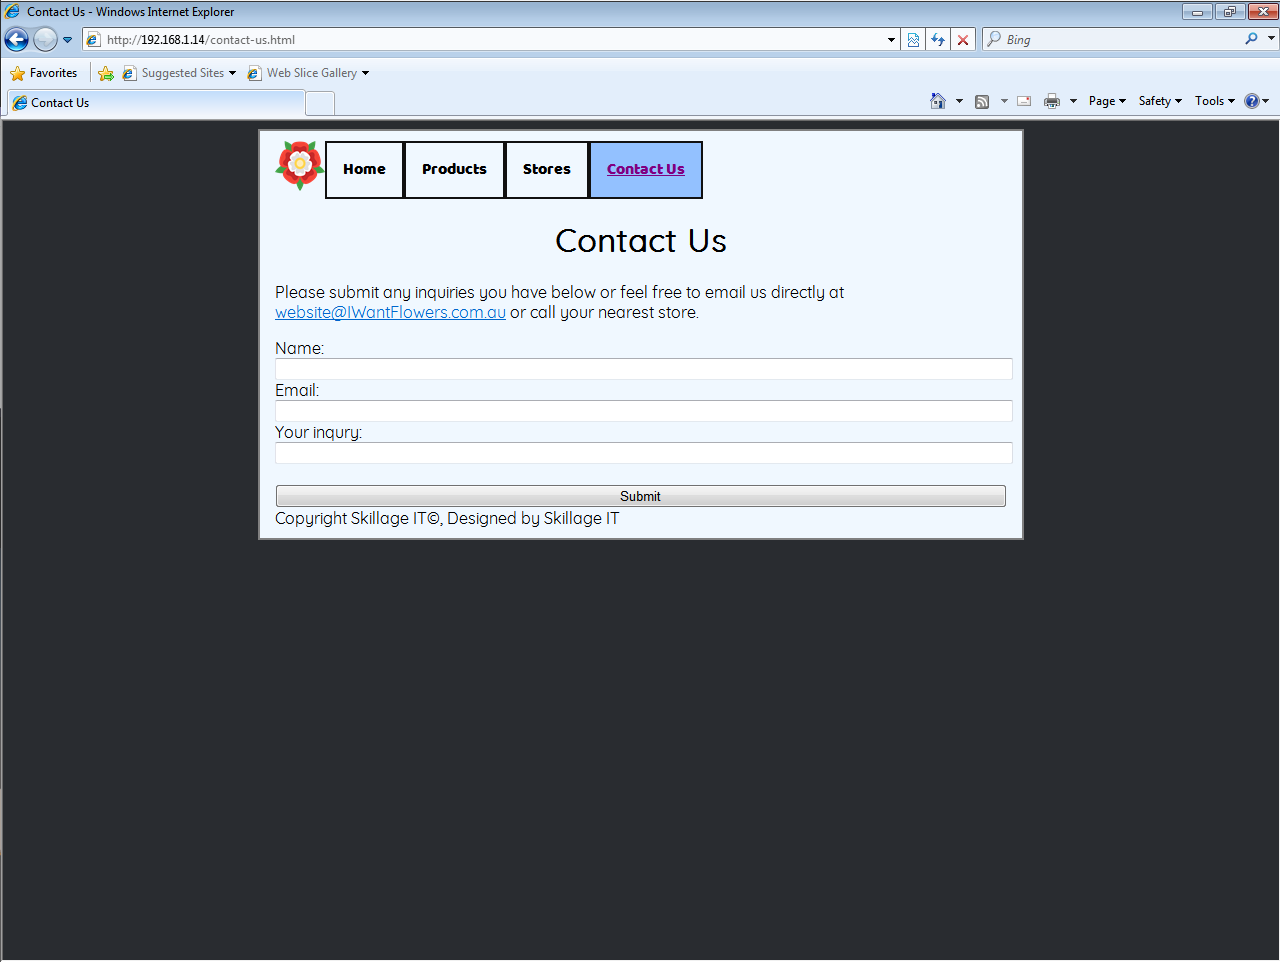 Contact Us - Windows Internet Explorer
http://192.168.1.14/contact-us.html
Bing
Favorites Suggested Sites Web Slice Gallery
Contact Us
Page Safety Tools
Home Products Stores Contact Us
Contact Us
Please submit any inquiries you have below or feel free to email us directly at
website@IWantFlowers.com.au or call your nearest store.
Name:
Email:
Your inqury:
Submit
Copyright Skillage IT©, Designed by Skillage IT